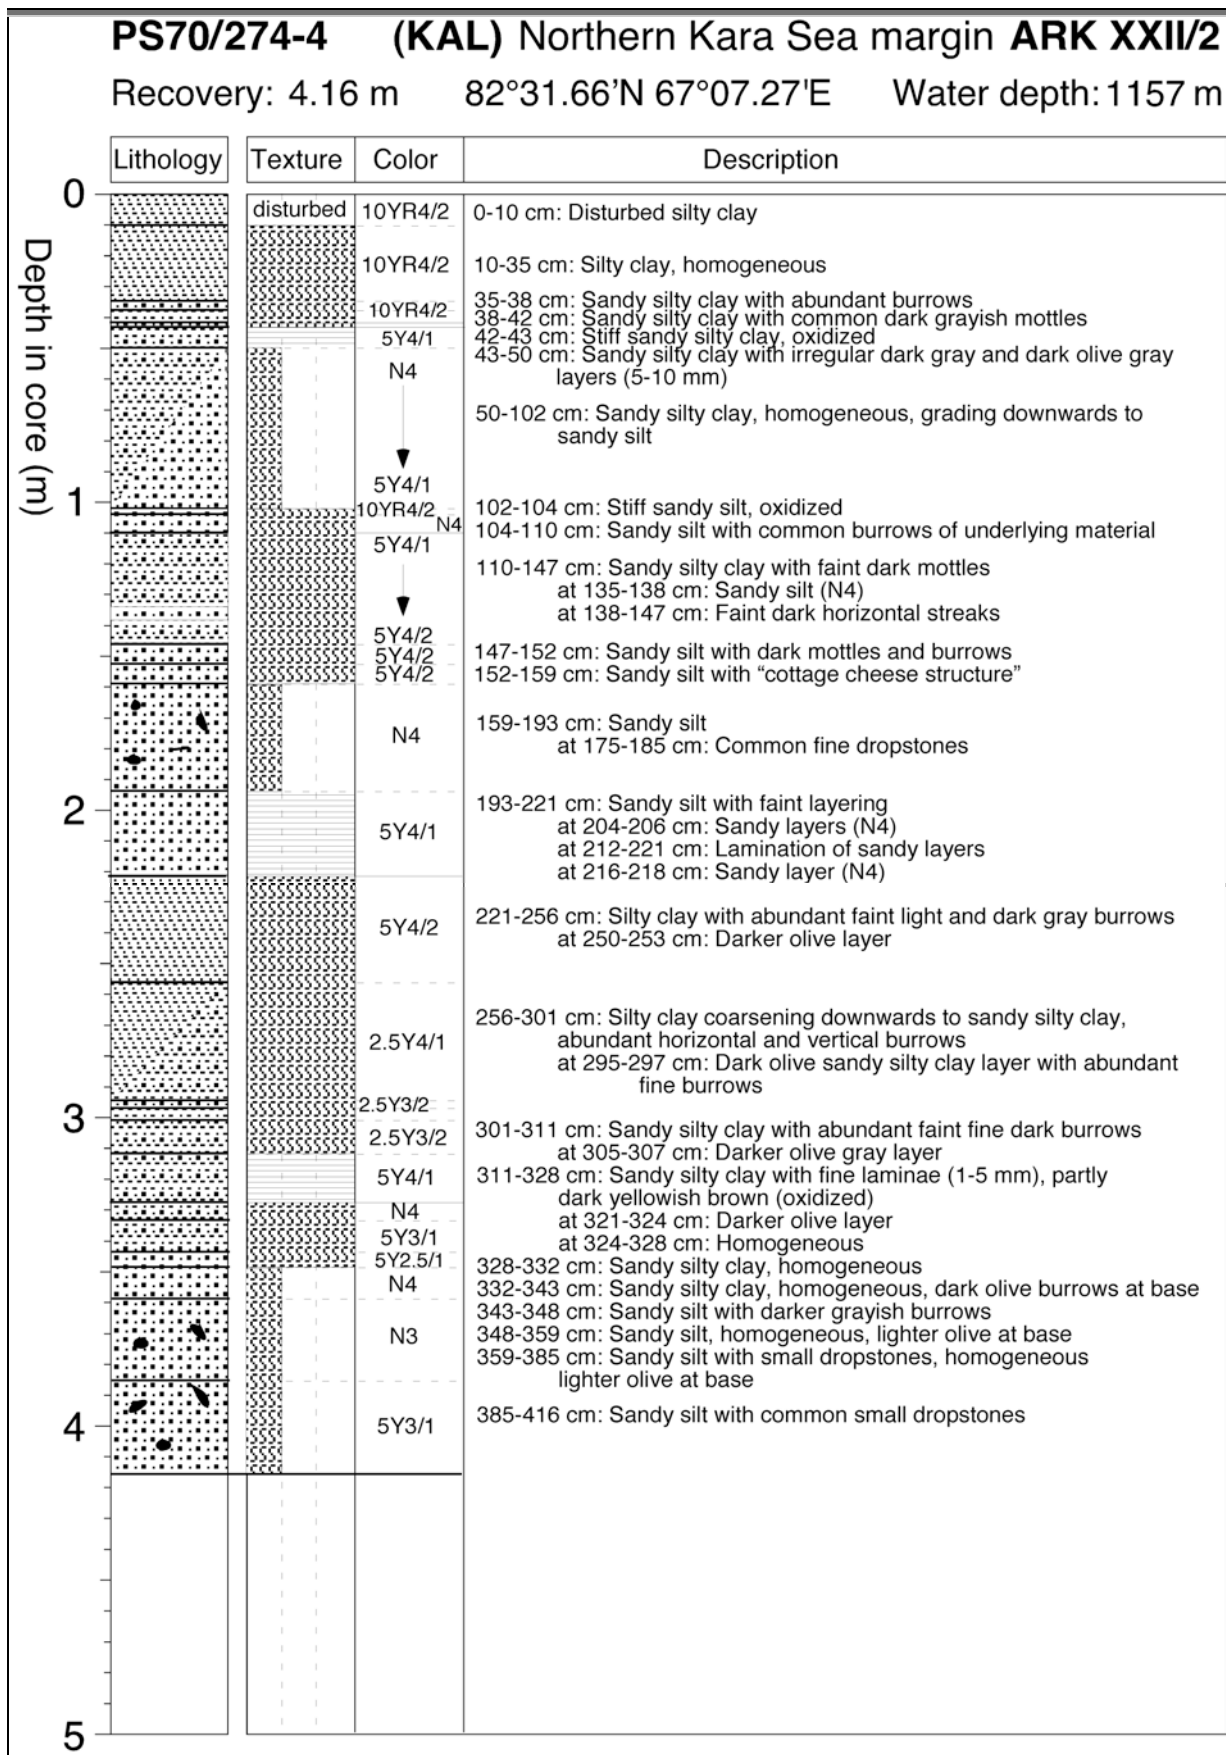 PS70/274-4 (KAL) Northern Kara Sea margin ARK XXII/2
Recovery: 4.16 m 82°31.66’N 67°07.27'E Water depth: 1157 m
Lithology Texture Color Description
Depth in core (m)
0
disturbed 10YR4/2 0-10 cm: Disturbed silty clay
10YR4/2 10-35 cm: Silty clay, homogeneous
35-38 cm: Sandy silty clay with abundant burrows
10YR4/2 38-42 cm: Sandy silty clay with common dark grayish mottles
5Y4/1 42-43 cm: Stiff sandy silty clay, oxidized
43-50 cm: Sandy silty clay with irregular dark gray and dark olive gray
N4 layers (5-10 mm)
50-102 cm: Sandy silty clay, homogeneous, grading downwards to
sandy silt
5Y4/1
1
10YR4/2 102-104 cm: Stiff sandy silt, oxidized
N4 104-110 cm: Sandy silt with common burrows of underlying material
5Y4/1
110-147 cm: Sandy silty clay with faint dark mottles
at 135-138 cm: Sandy silt (N4)
at 138-147 cm: Faint dark horizontal streaks
5Y4/2
5Y4/2 147-152 cm: Sandy silt with dark mottles and burrows
5Y4/2 152-159 cm: Sandy silt with “cottage cheese structure”
N4 159-193 cm: Sandy silt
at 175-185 cm: Common fine dropstones
2
193-221 cm: Sandy silt with faint layering
5Y4/1 at 204-206 cm: Sandy layers (N4)
at 212-221 cm: Lamination of sandy layers
at 216-218 cm: Sandy layer (N4)
5Y4/2 221-256 cm: Silty clay with abundant faint light and dark gray burrows
at 250-253 cm: Darker olive layer
256-301 cm: Silty clay coarsening downwards to sandy silty clay,
2.5Y4/1 abundant horizontal and vertical burrows
at 295-297 cm: Dark olive sandy silty clay layer with abundant
fine burrows
2.5Y3/2
3
2.5Y3/2 301-311 cm: Sandy silty clay with abundant faint fine dark burrows
at 305-307 cm: Darker olive gray layer
5Y4/1 311-328 cm: Sandy silty clay with fine laminae (1-5 mm), partly
dark yellowish brown (oxidized)
N4 at 321-324 cm: Darker olive layer
5Y3/1 at 324-328 cm: Homogeneous
5Y2.5/1 328-332 cm: Sandy silty clay, homogeneous
N4 332-343 cm: Sandy silty clay, homogeneous, dark olive burrows at base
343-348 cm: Sandy silt with darker grayish burrows
N3 348-359 cm: Sandy silt, homogeneous, lighter olive at base
359-385 cm: Sandy silt with small dropstones, homogeneous
lighter olive at base
4
5Y3/1 385-416 cm: Sandy silt with common small dropstones
5